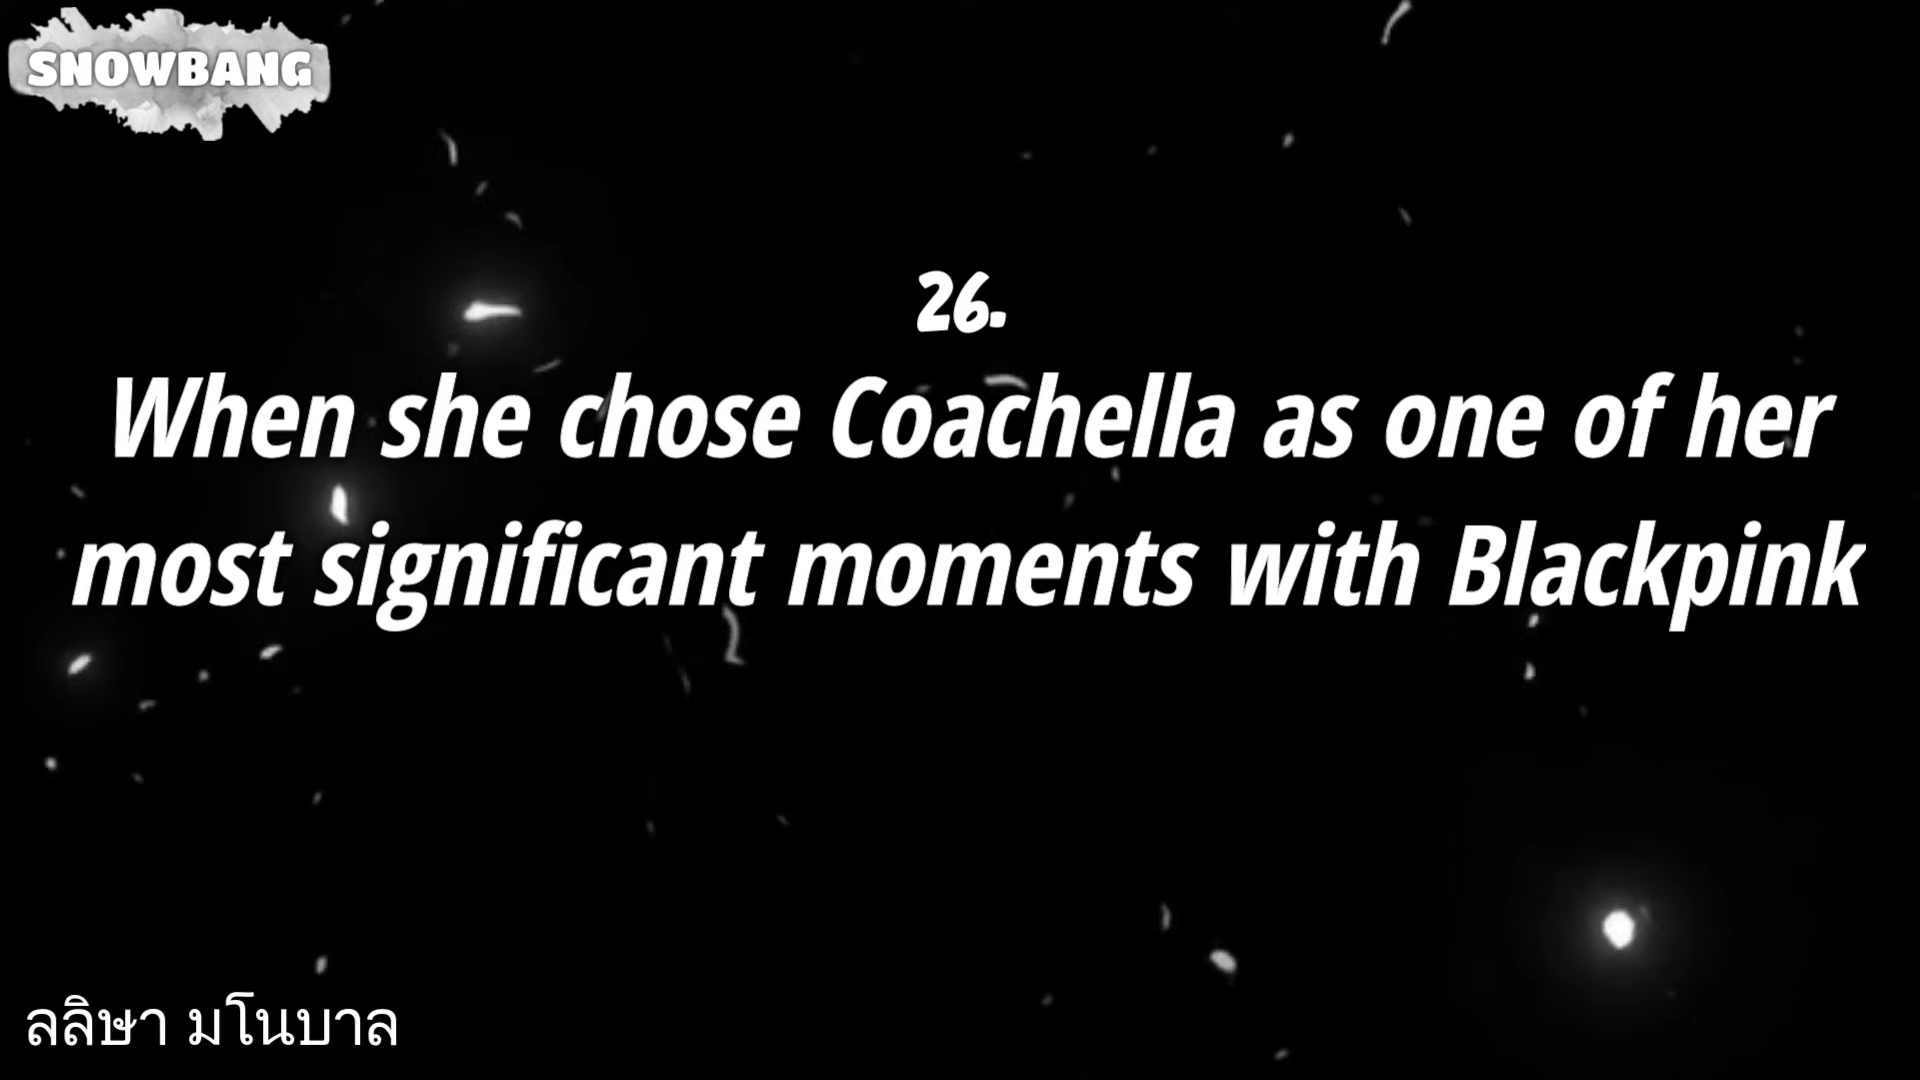 SNOWBANG
26.
When she chose Coachella as one of her
most significant moments with Blackpink
ลลิษา มโนบาล